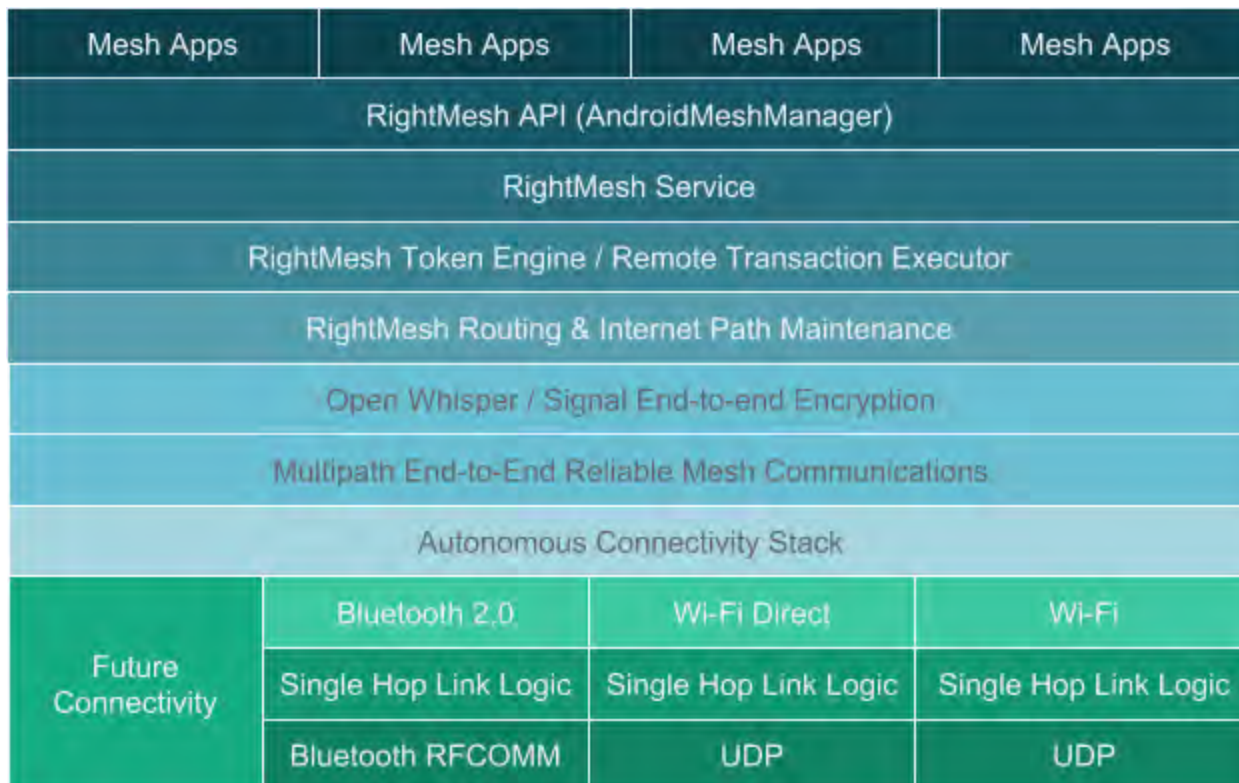 Mesh Apps Mesh Apps Mesh Apps Mesh Apps
RightMesh API (AndroidMeshManager)
RightMesh Service
RightMesh Token Engine / Remote Transaction Executor
RightMesh Routing & Internet Path Maintenance
Open Whisper / Signal End-to-end Encryption
Multipath End-to-End Reliable Mesh Communications
Autonomous Connectivity Stack
Future
Connectivity
Bluetooth 2.0 Wi-Fi Direct Wi-Fi
Single Hop Link Logic Single Hop Link Logic Single Hop Link Logic
Bluetooth RFCOMM UDP UDP